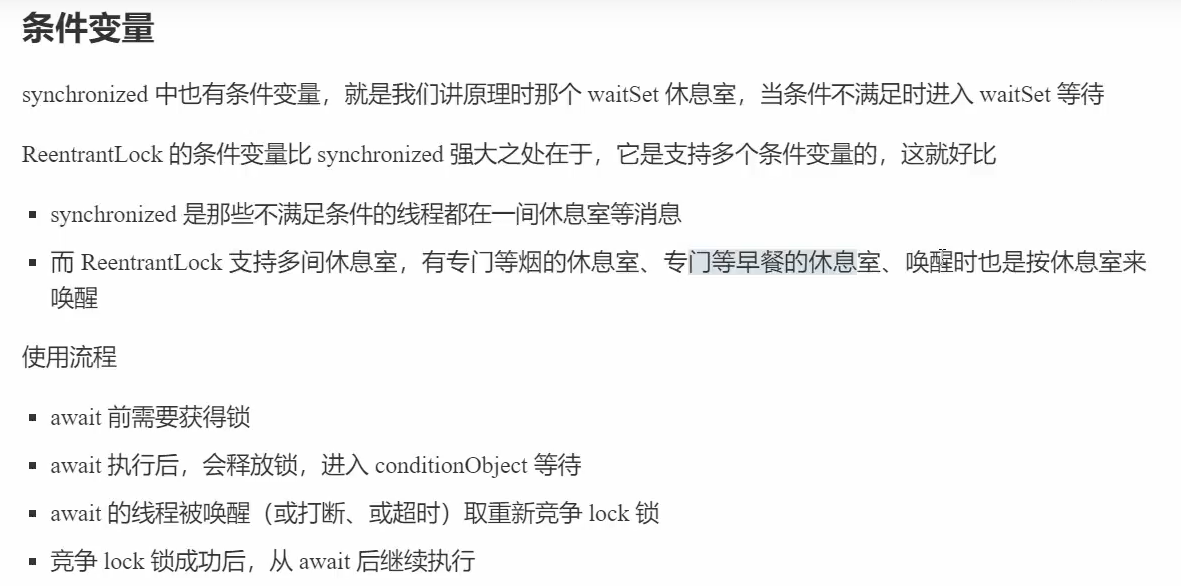 条件变量
synchronized 中也有条件变量，就是我们讲原理时那个 waitSet 休息室，当条件不满足时进入 waitSet 等待
ReentrantLock 的条件变量比 synchronized 强大之处在于，它是支持多个条件变量的，这就好比
▪ synchronized 是那些不满足条件的线程都在一间休息室等消息
▪ 而 ReentrantLock 支持多间休息室，有专门等烟的休息室、专门等早餐的休息室、唤醒时也是按休息室来
唤醒
使用流程
▪ await 前需要获得锁
▪ await 执行后，会释放锁，进入 conditionObject 等待
▪ await 的线程被唤醒（或打断、或超时）取重新竞争 lock 锁
▪ 竞争 lock 锁成功后，从 await 后继续执行